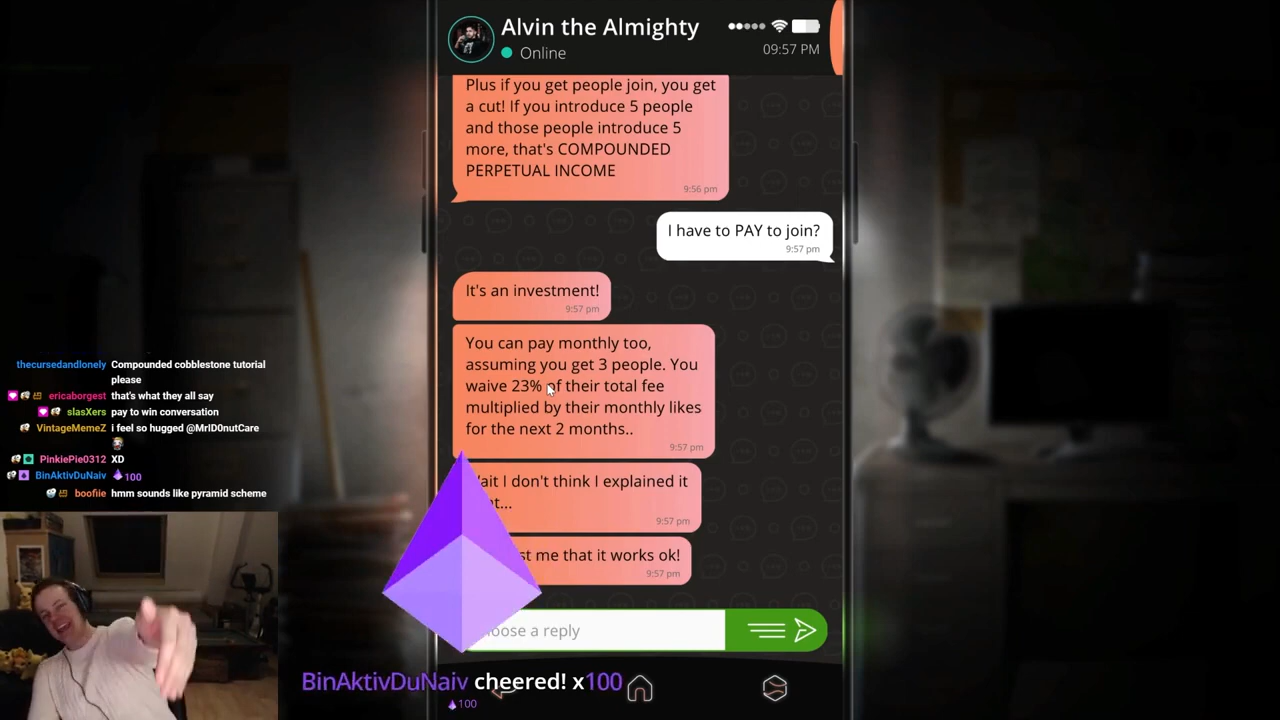 Alvin the Almighty
Online
09:57 PM
Plus if you get people join, you get
a cut! If you introduce 5 people
and those people introduce 5
more, that's COMPOUNDED
PERPETUAL INCOME
9:56 pm
I have to PAY to join?
9:57 pm
It's an investment!
9:57 pm
You can pay monthly too,
assuming you get 3 people. You
waive 23% of their total fee
multiplied by their monthly likes
for the next 2 months..
9:57 pm
I don't think I explained it
9:57 pm
me that it works ok!
9:57 pm
a reply
thecursedandlonely Compounded cobblestone tutorial
please
ericaborgest that's what they all say
slasXers pay to win conversation
VintageMemeZ i feel so hugged @MrID0nutCare
PinkiePie0312 XD
BinAktivDuNaiv 100
boofiie hmm sounds like pyramid scheme
BinAktivDuNaiv cheered! x100
100